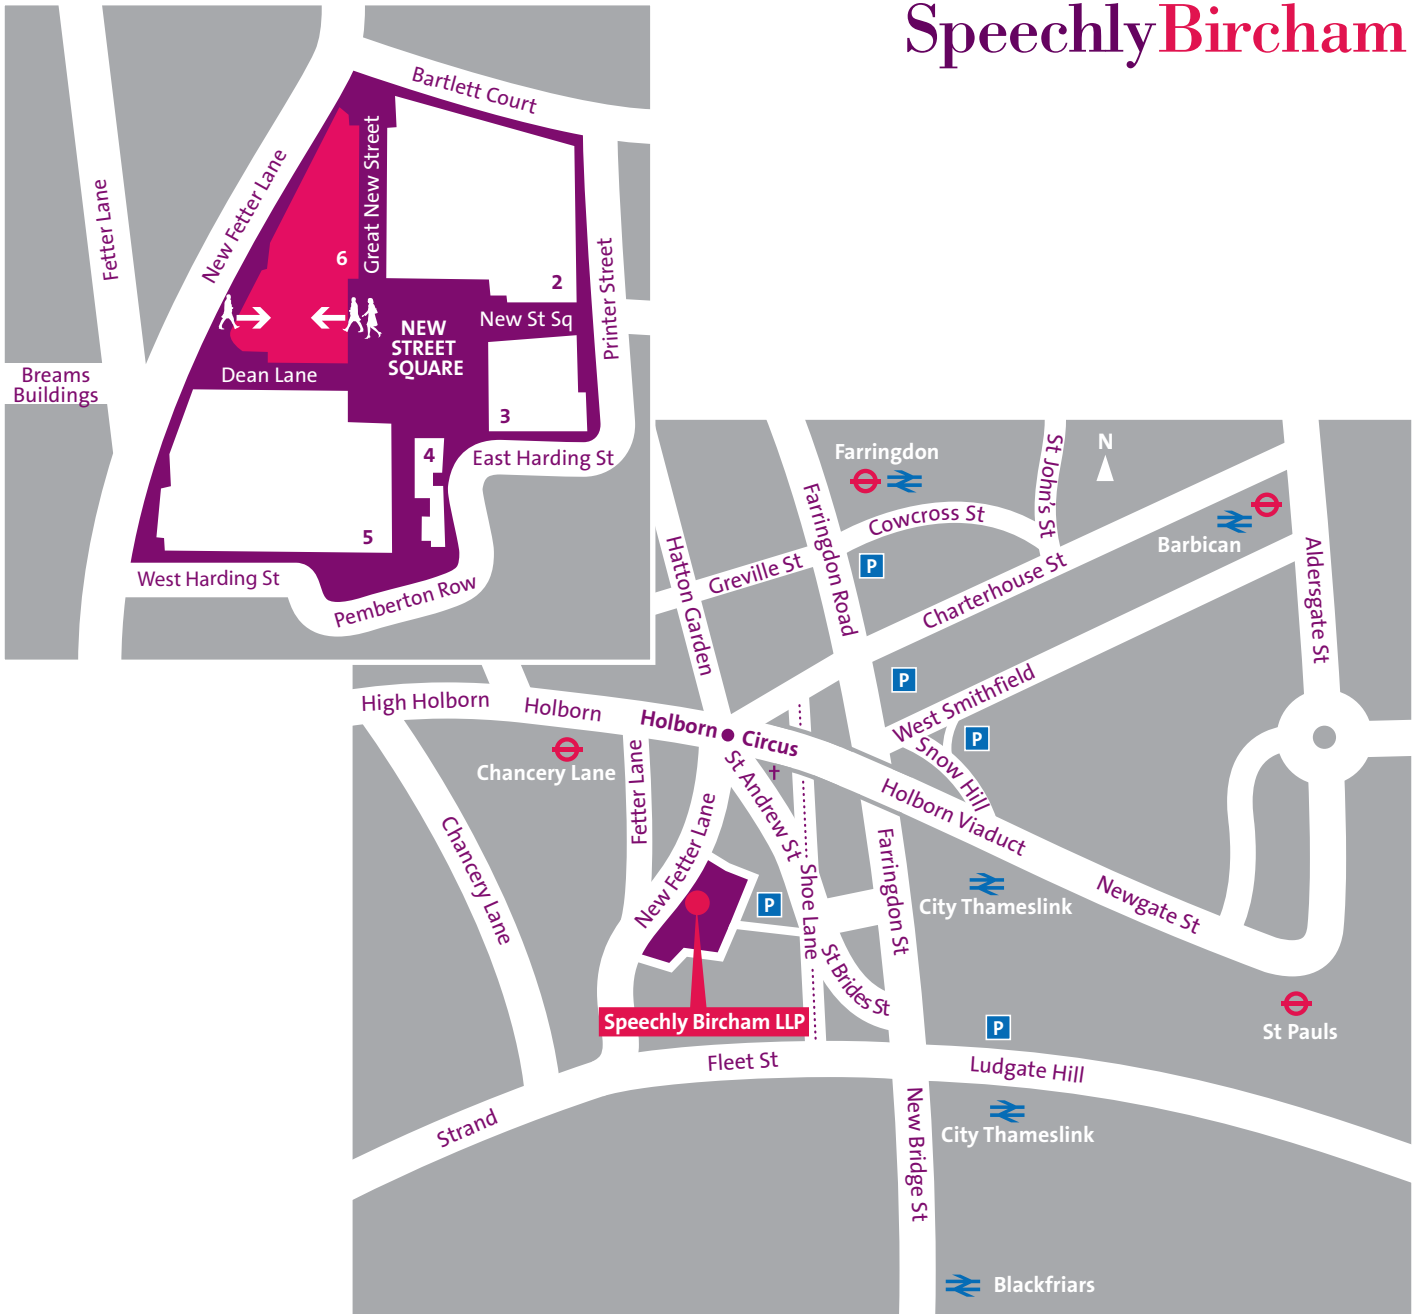 SpeechlyBircham
Bartlett Court
Great New Street
New Fetter Lane
Fetter Lane
6
2
Printer Street
New St Sq
NEW
STREET
SQUARE
Dean Lane
Breams
Buildings
3
4
East Harding St
5
West Harding St
Pemberton Row
Farringdon
St John's St
N
Cowcross St
Farringdon Road
P
Barbican
Hatton Garden
Greville St
Charterhouse St
Aldersgate St
P
West Smithfield
P
Snow Hill
High Holborn
Holborn
Holborn Circus
Chancery Lane
Fetter Lane
St Andrew St
Holborn Viaduct
New Fetter Lane
Chancery Lane
Shoe Lane
Farringdon St
P
City Thameslink
Newgate St
St Brides St
Speechly Bircham LLP
P
St Pauls
Fleet St
Ludgate Hill
Strand
New Bridge St
City Thameslink
Blackfriars